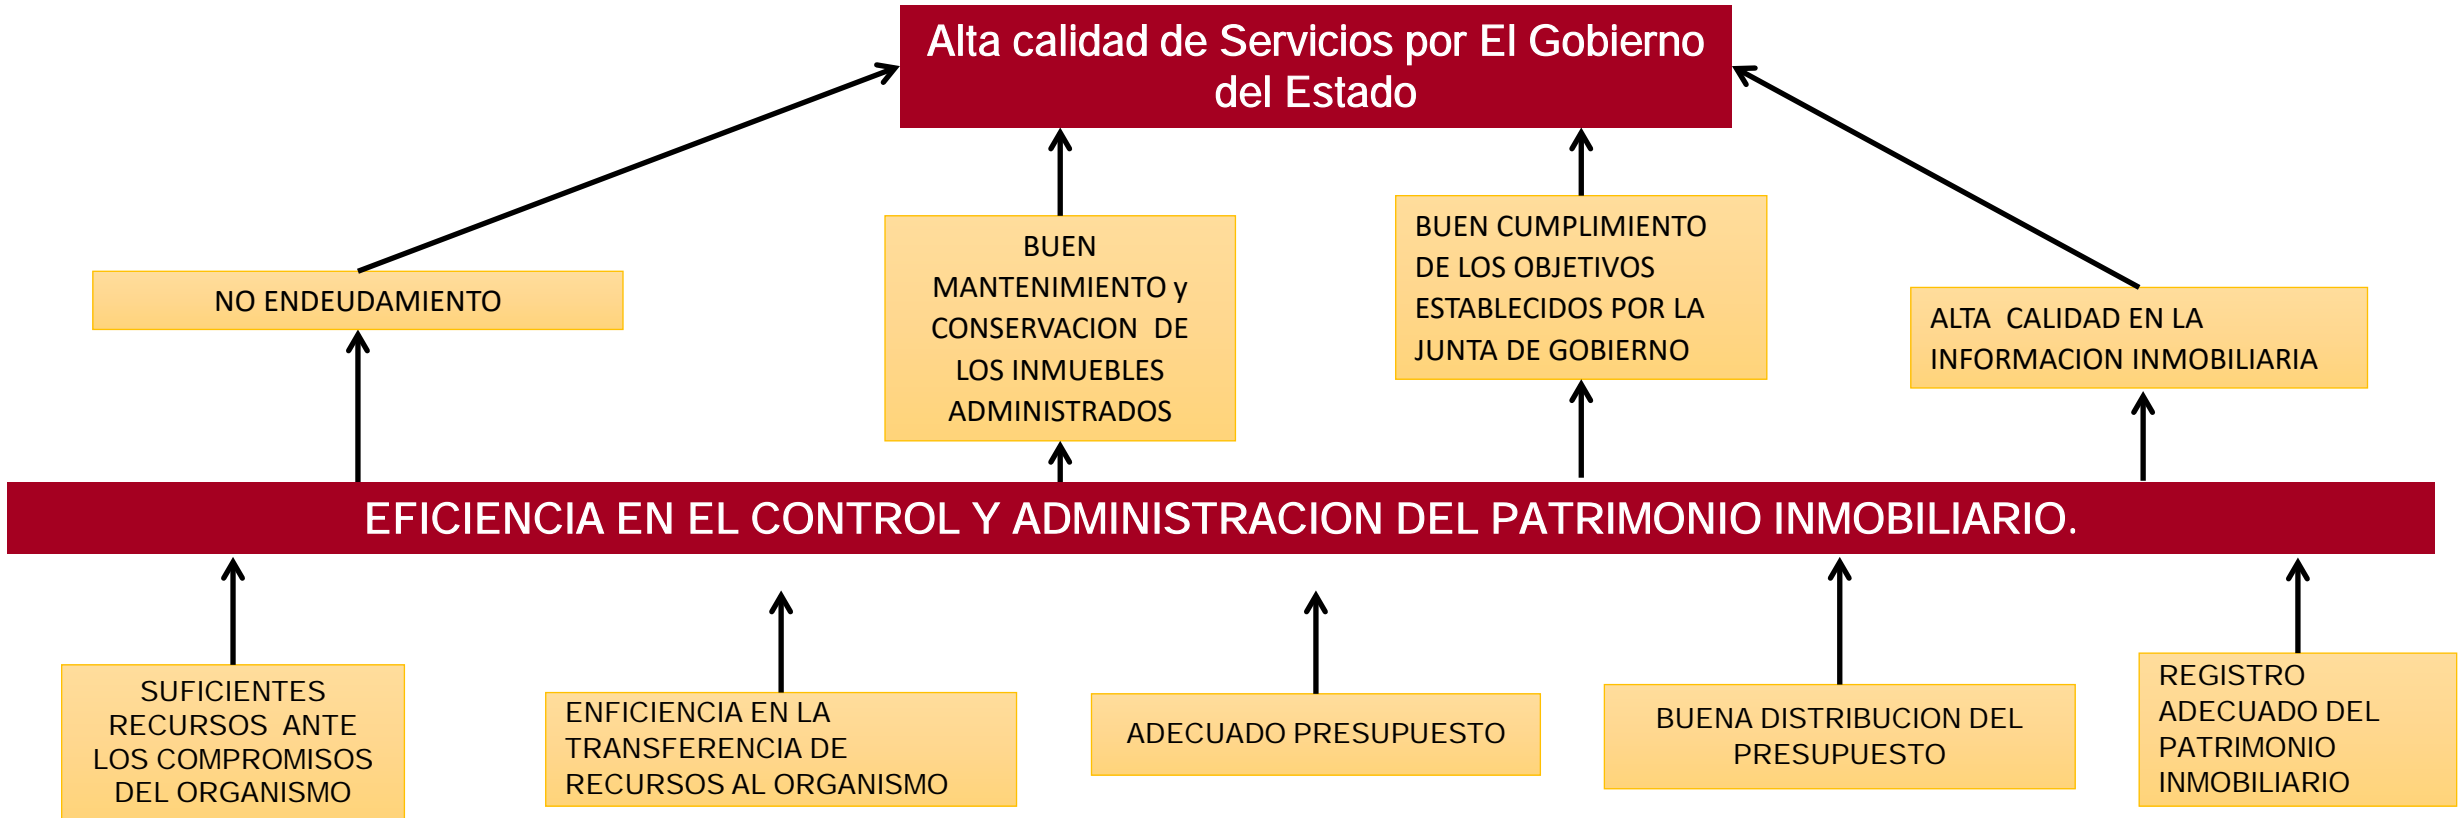 Alta calidad de Servicios por El Gobierno
del Estado
NO ENDEUDAMIENTO
BUEN
MANTENIMIENTO y
CONSERVACION DE
LOS INMUEBLES
ADMINISTRADOS
BUEN CUMPLIMIENTO
DE LOS OBJETIVOS
ESTABLECIDOS POR LA
JUNTA DE GOBIERNO
ALTA CALIDAD EN LA
INFORMACION INMOBILIARIA
EFICIENCIA EN EL CONTROL Y ADMINISTRACION DEL PATRIMONIO INMOBILIARIO.
SUFICIENTES
RECURSOS ANTE
LOS COMPROMISOS
DEL ORGANISMO
ENFICIENCIA EN LA
TRANSFERENCIA DE
RECURSOS AL ORGANISMO
ADECUADO PRESUPUESTO
BUENA DISTRIBUCION DEL
PRESUPUESTO
REGISTRO
ADECUADO DEL
PATRIMONIO
INMOBILIARIO